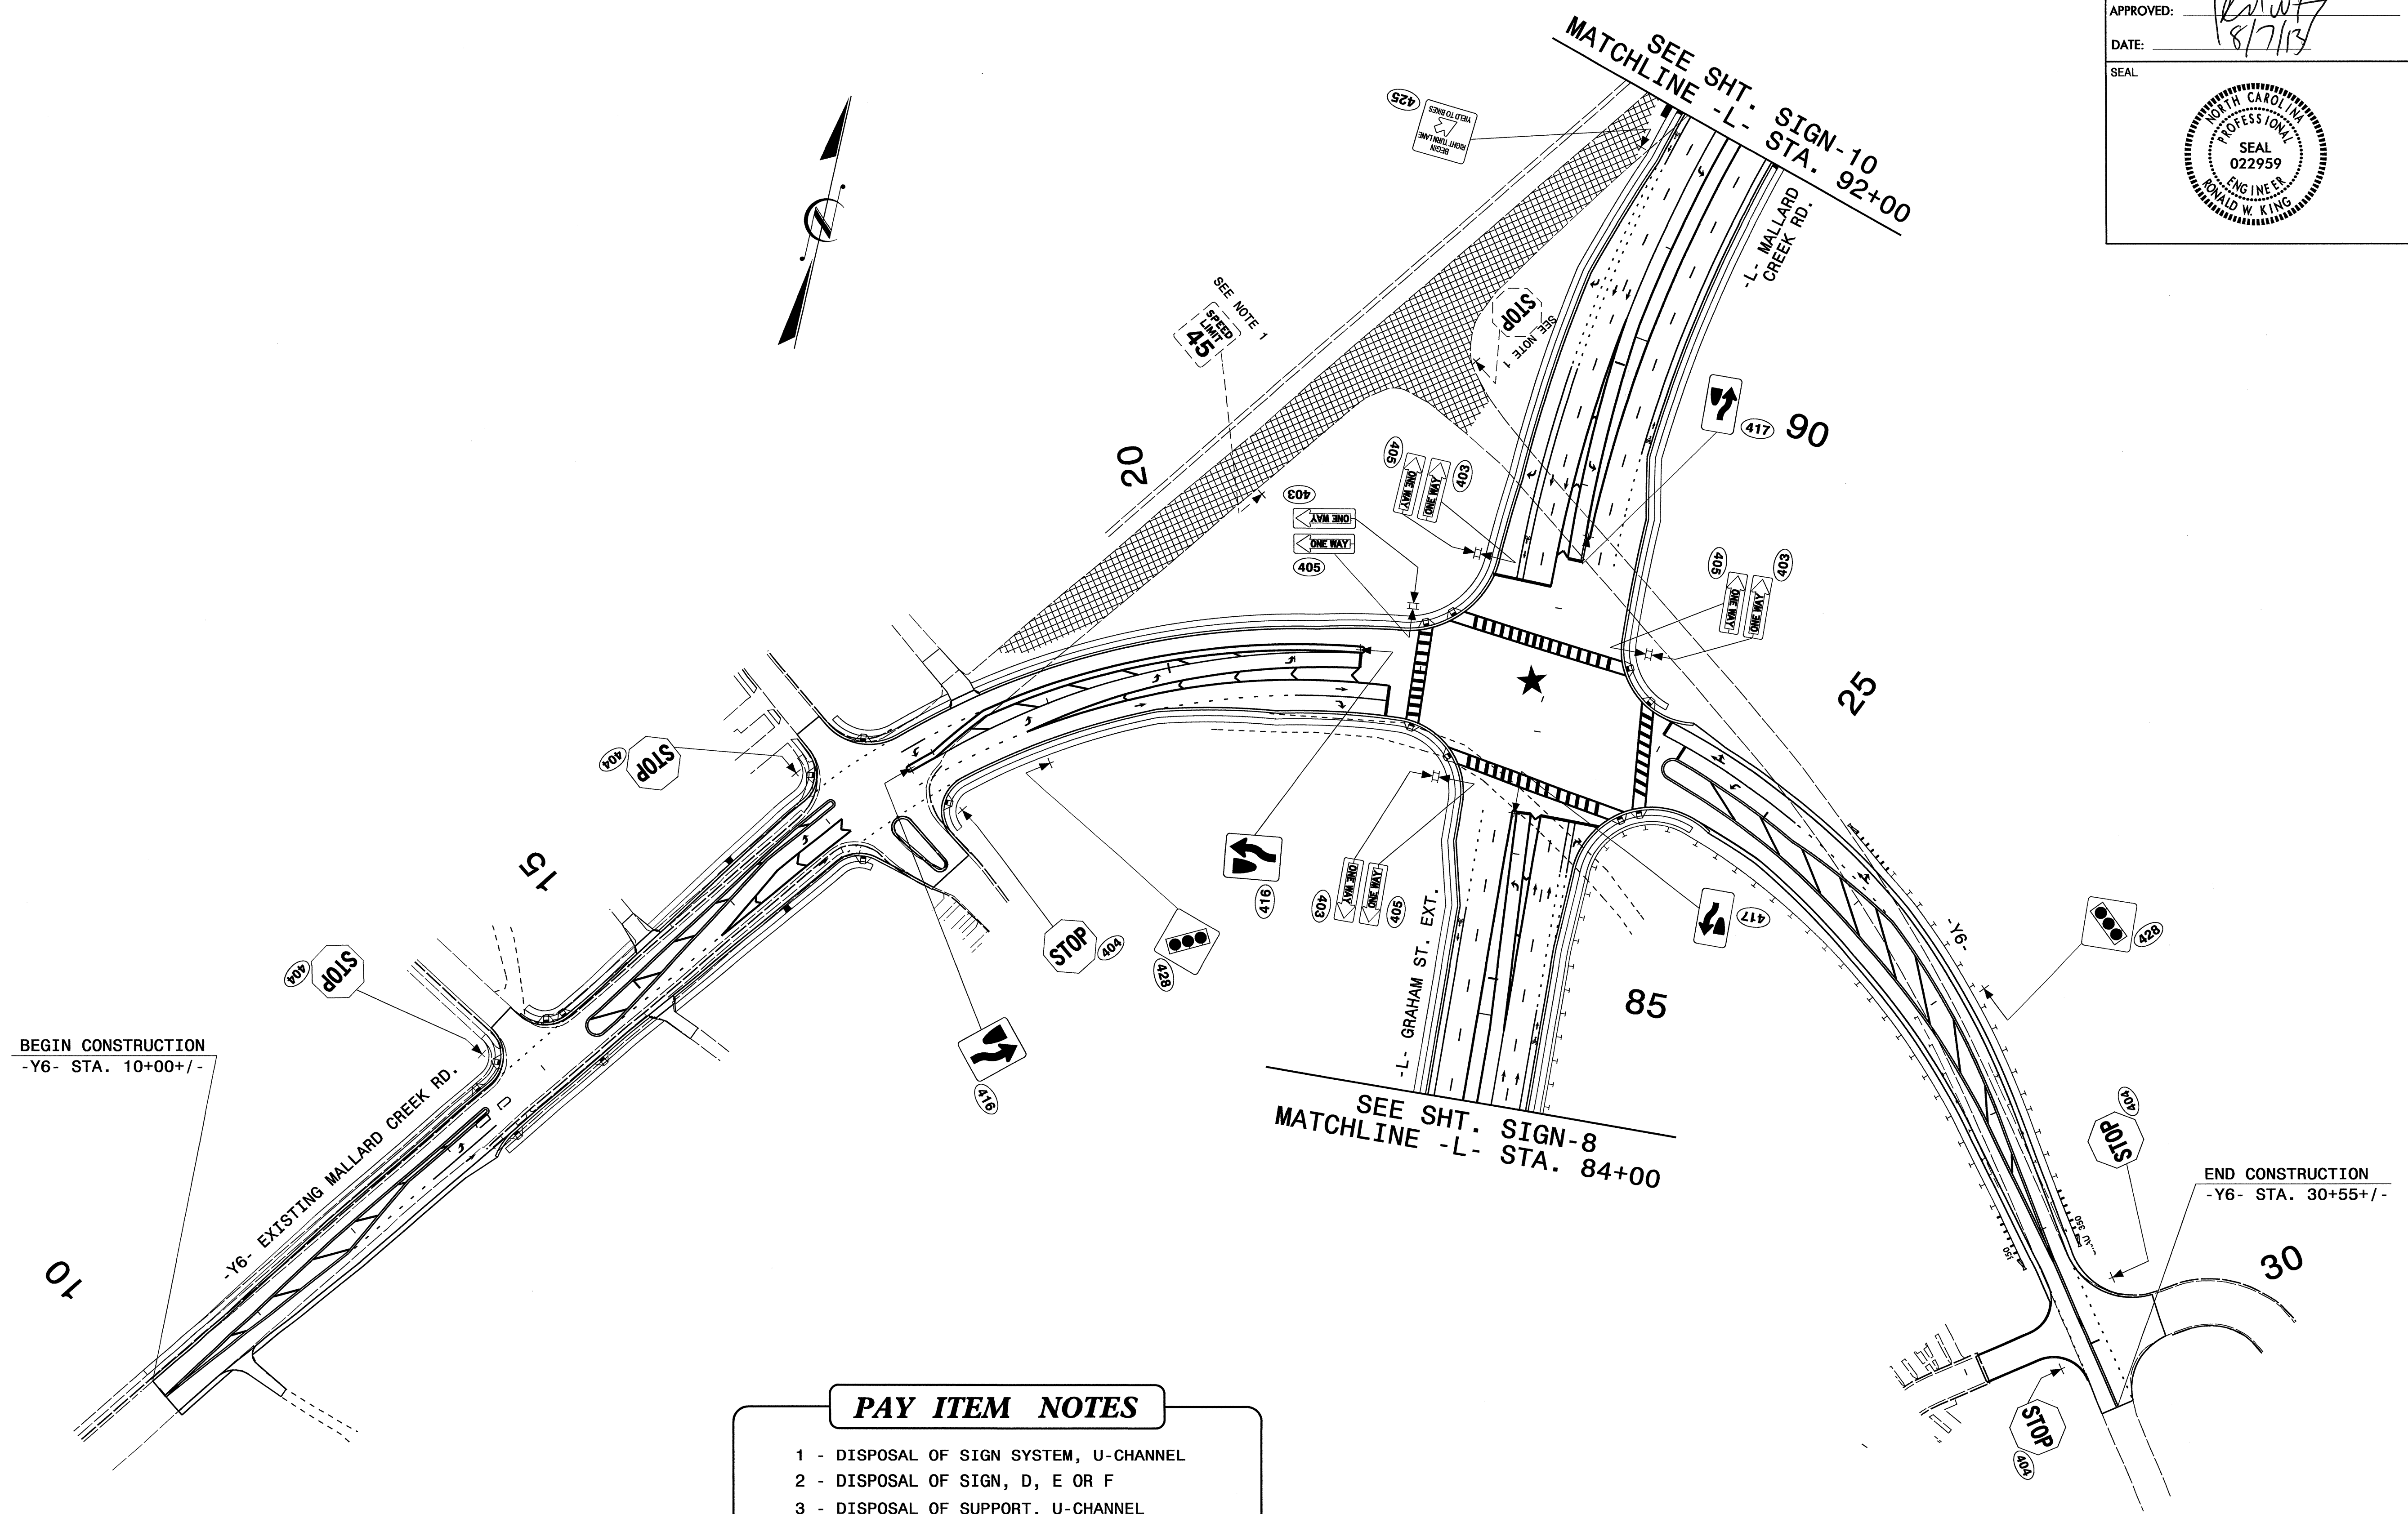 APPROVED:
DATE: 8/7/13
SEAL
NORTH CAROLINA
PROFESSIONAL
SEAL
022959
ENGINEER
RONALD W. KING
SEE SHT. SIGN-10
MATCHLINE -L- STA. 92+00
425
BEGIN
RIGHT TURN LANE
YIELD TO BIKES
-L- MALLARD
CREEK RD.
SEE NOTE 1
SPEED
LIMIT
45
STOP
SEE NOTE 1
417
90
20
405
ONE WAY
ONE WAY
403
403
ONE WAY
ONE WAY
405
405
ONE WAY
ONE WAY
403
25
404
STOP
15
416
403
ONE WAY
ONE WAY
405
417
-Y6-
428
STOP
404
428
404
STOP
-L- GRAHAM ST. EXT.
85
416
BEGIN CONSTRUCTION
-Y6- STA. 10+00+/-
-Y6- EXISTING MALLARD CREEK RD.
10
SEE SHT. SIGN-8
MATCHLINE -L- STA. 84+00
404
STOP
END CONSTRUCTION
-Y6- STA. 30+55+/-
350
150
30
STOP
404
PAY ITEM NOTES
1 - DISPOSAL OF SIGN SYSTEM, U-CHANNEL
2 - DISPOSAL OF SIGN, D, E OR F
3 - DISPOSAL OF SUPPORT, U-CHANNEL